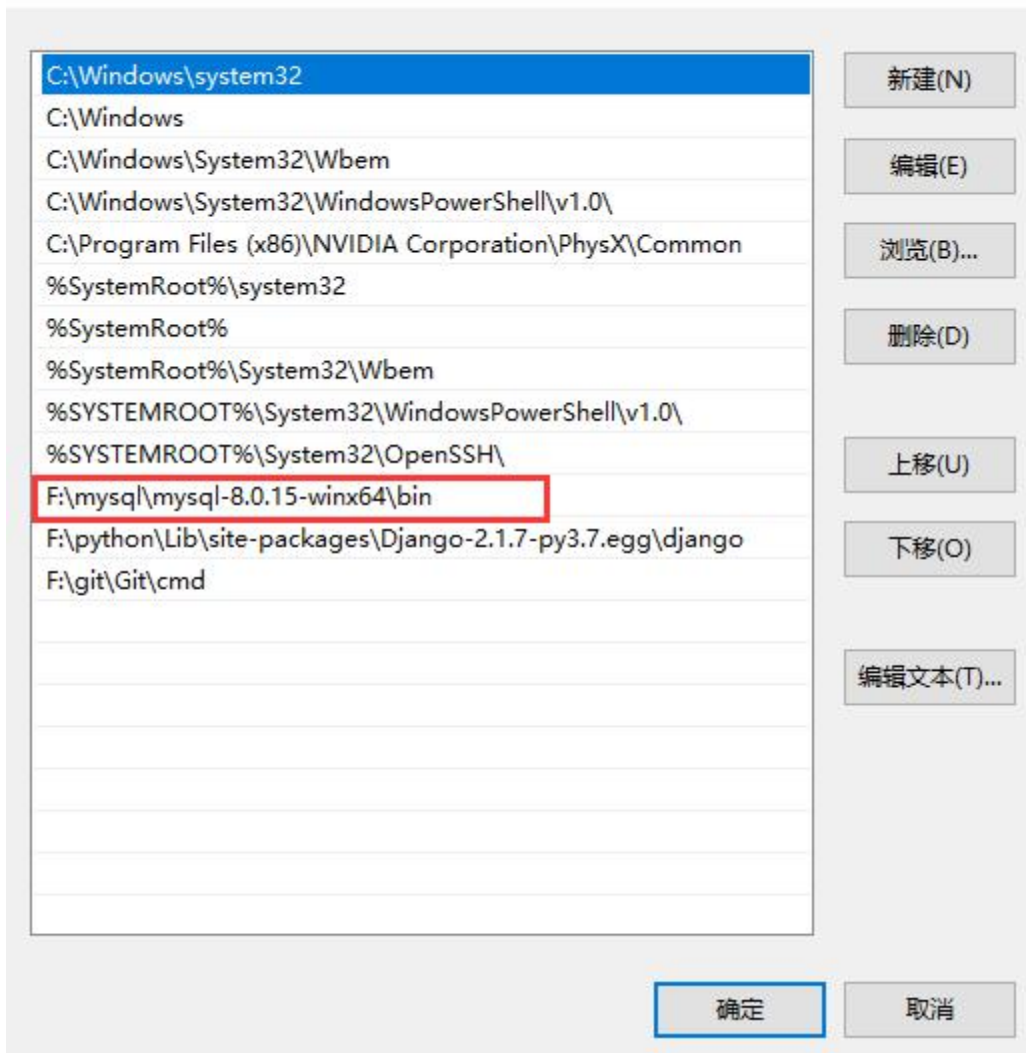 C:\Windows\system32
C:\Windows
C:\Windows\System32\Wbem
C:\Windows\System32\WindowsPowerShell\v1.0\
C:\Program Files (x86)\NVIDIA Corporation\PhysX\Common
%SystemRoot%\system32
%SystemRoot%
%SystemRoot%\System32\Wbem
%SYSTEMROOT%\System32\WindowsPowerShell\v1.0\
%SYSTEMROOT%\System32\OpenSSH\
F:\mysql\mysql-8.0.15-winx64\bin
F:\python\Lib\site-packages\Django-2.1.7-py3.7.egg\django
F:\git\Git\cmd
新建(N)
编辑(E)
浏览(B)...
删除(D)
上移(U)
下移(O)
编辑文本(T)...
确定
取消